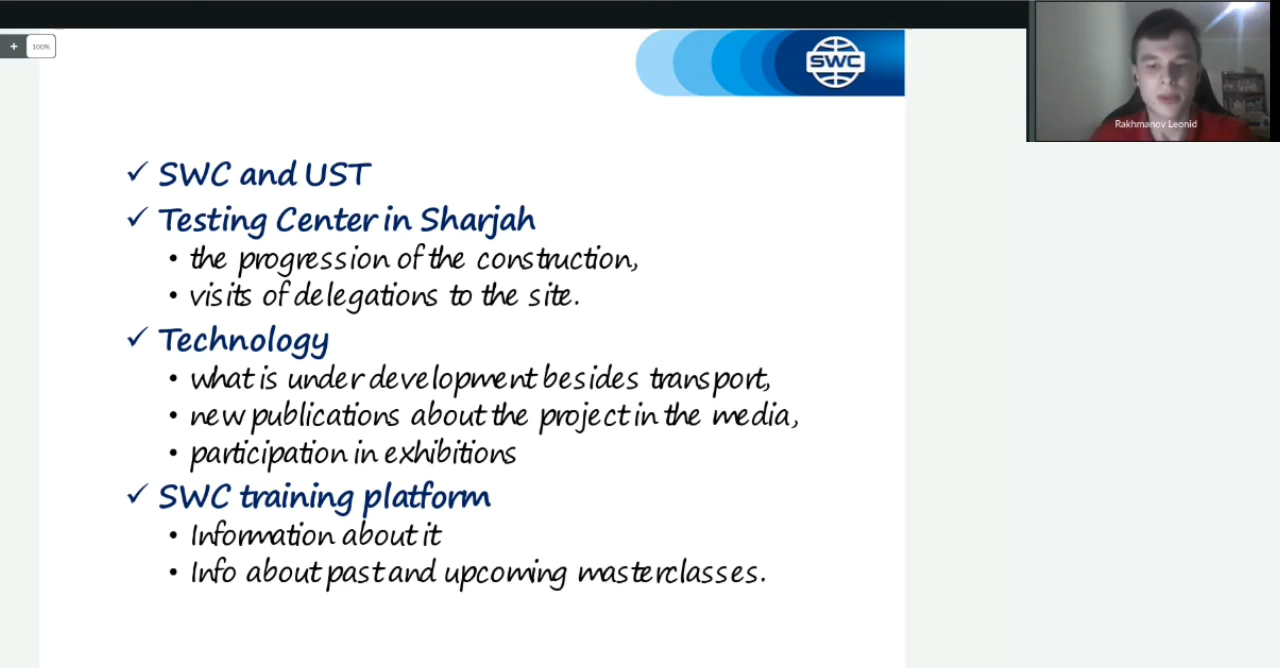 + 100%
SWC
Rakhmanov Leonid
✓ SWC and UST
✓ Testing Center in Sharjah
• the progression of the construction,
• visits of delegations to the site.
✓ Technology
• what is under development besides transport,
• new publications about the project in the media,
• participation in exhibitions
✓ SWC training platform
• Information about it
• Info about past and upcoming masterclasses.